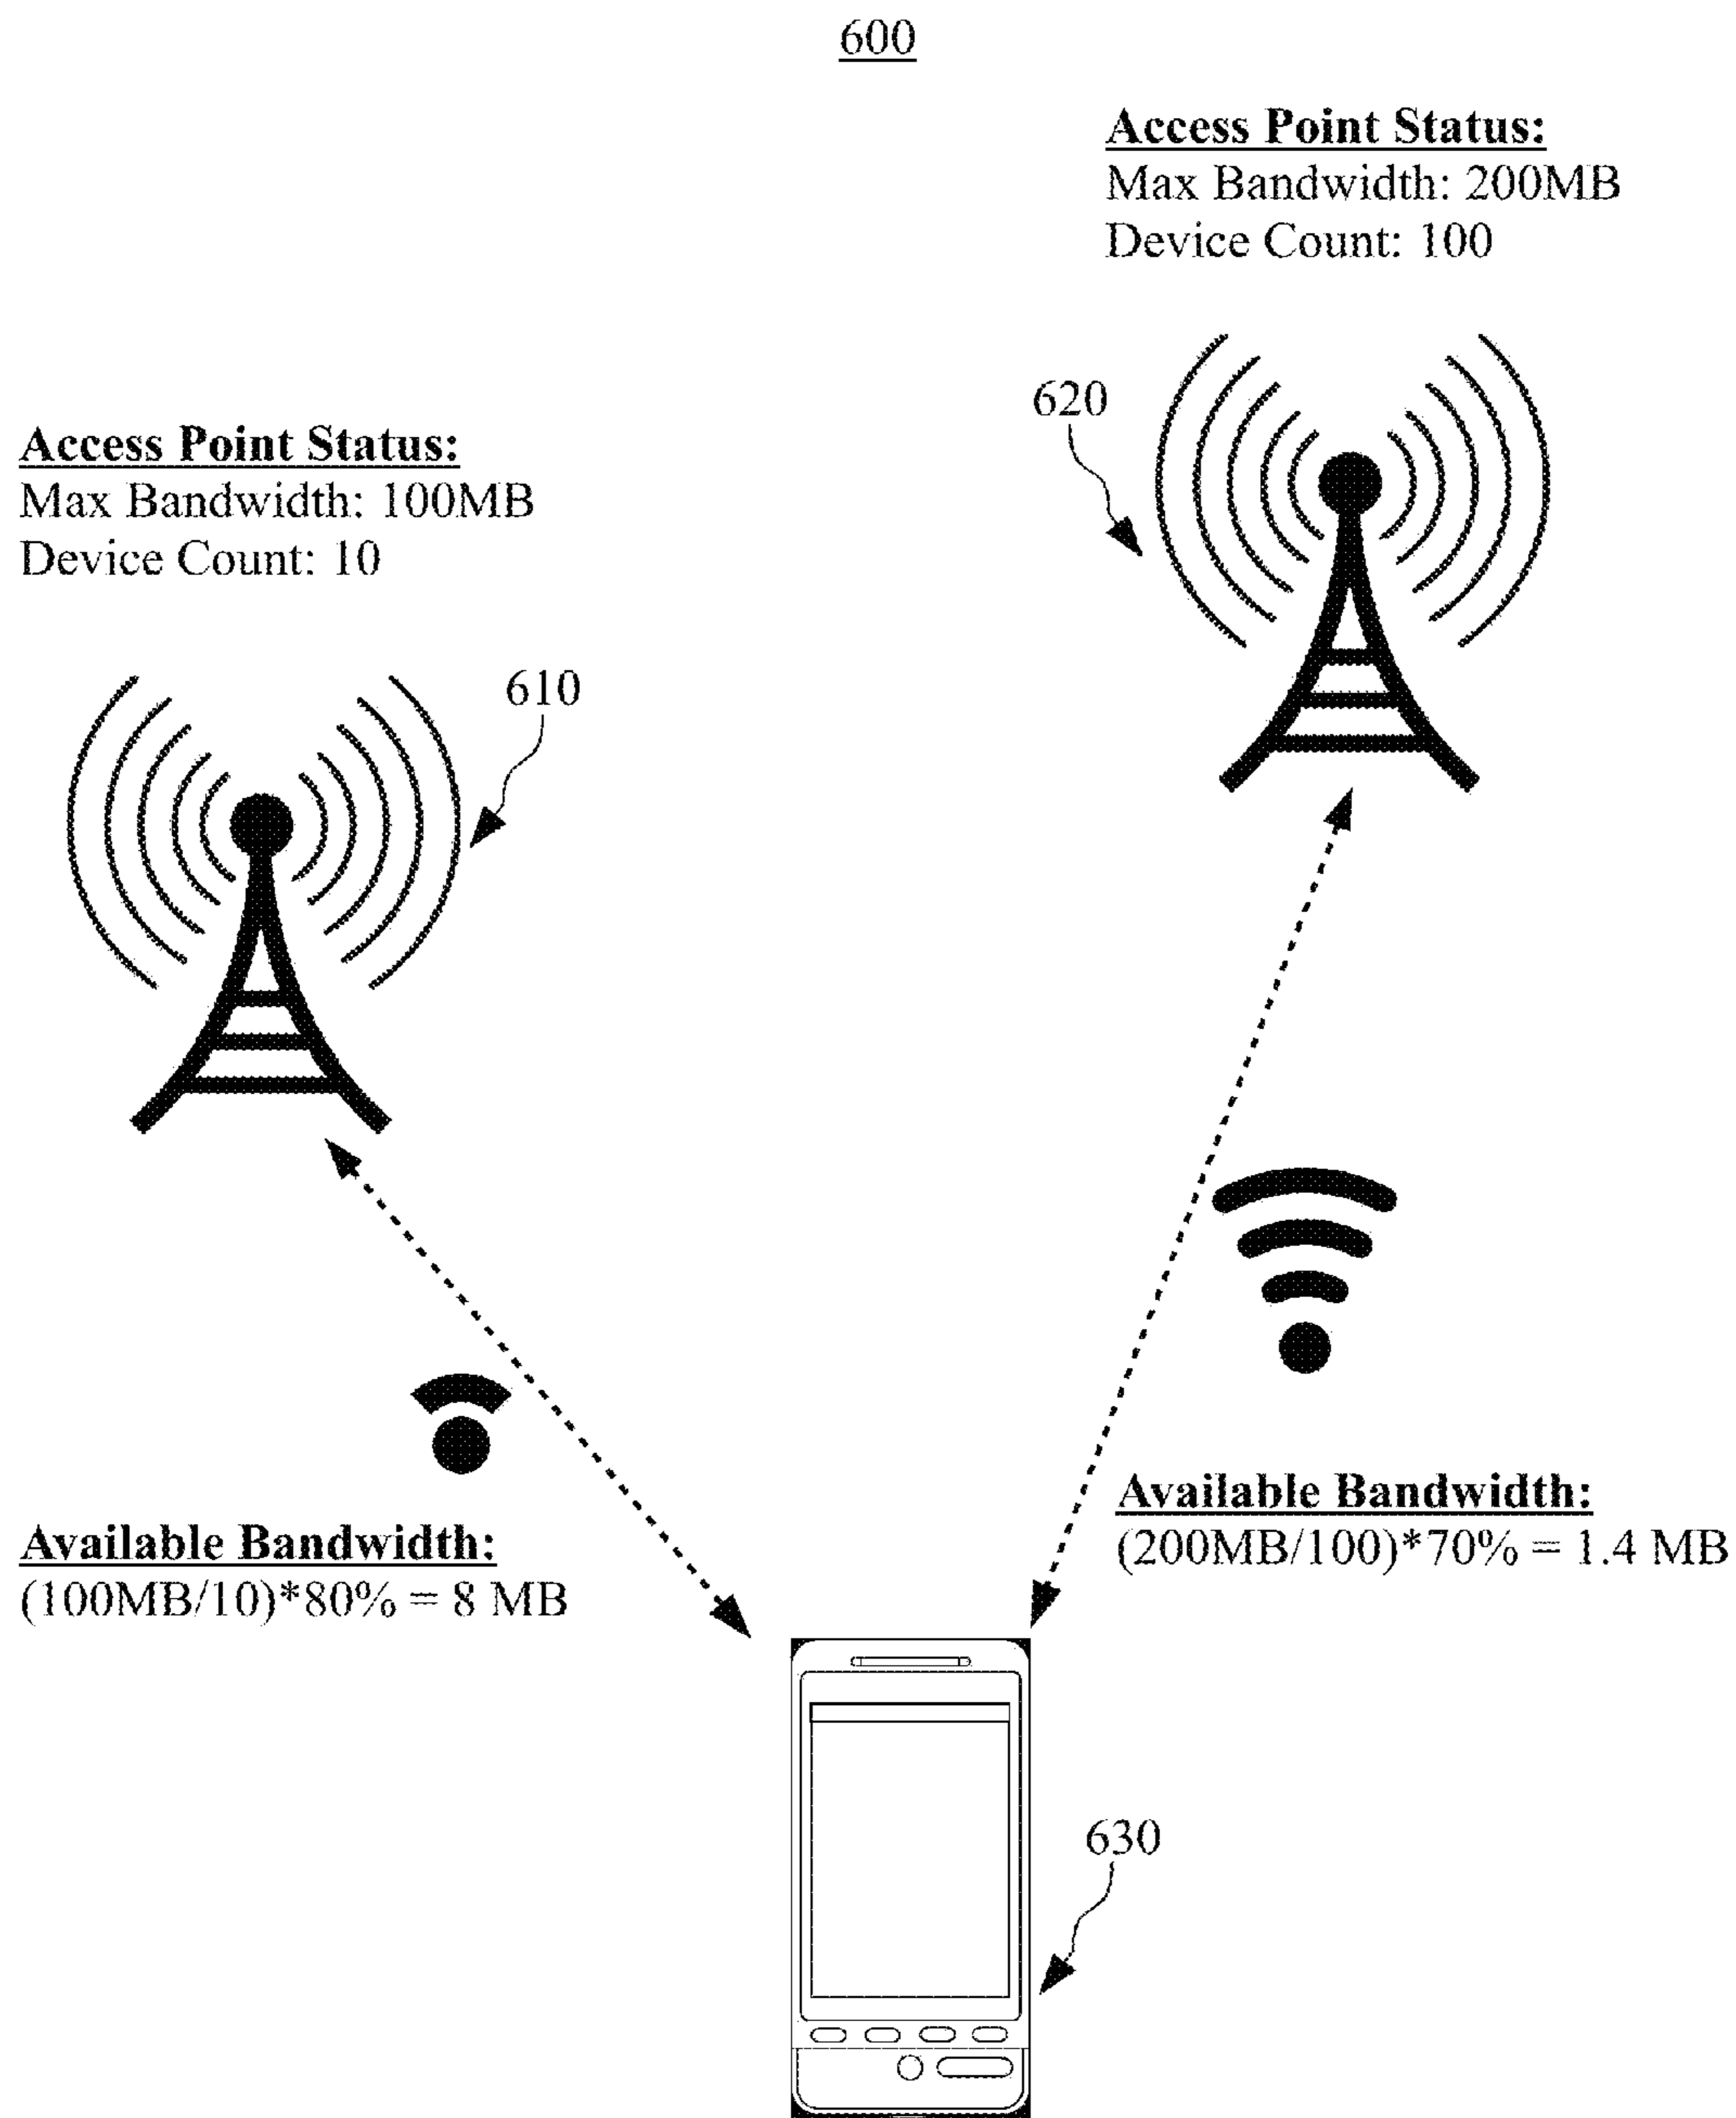 600
Access Point Status:
Max Bandwidth: 200MB
Device Count: 100
620
Access Point Status:
Max Bandwidth: 100MB
Device Count: 10
610
Available Bandwidth:
(200MB/100)*70% = 1.4 MB
Available Bandwidth:
(100MB/10)*80% = 8 MB
630